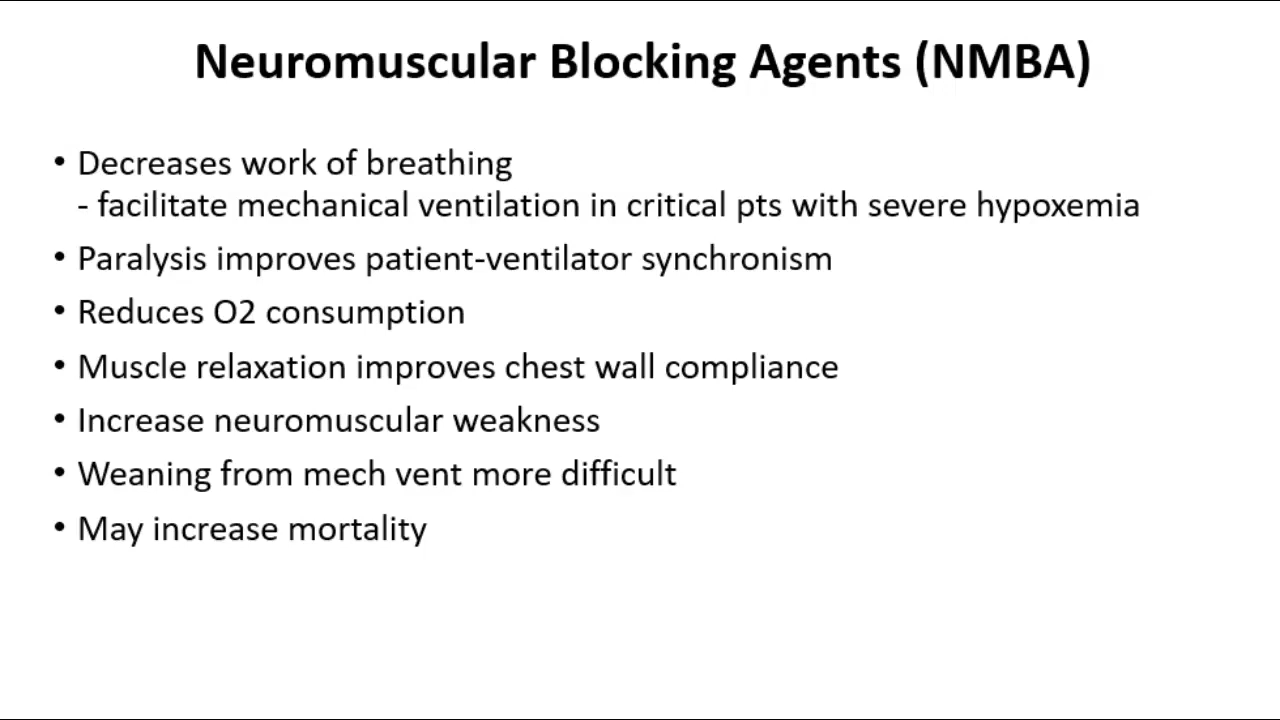 Neuromuscular Blocking Agents (NMBA)
• Decreases work of breathing
- facilitate mechanical ventilation in critical pts with severe hypoxemia
• Paralysis improves patient-ventilator synchronism
• Reduces O2 consumption
• Muscle relaxation improves chest wall compliance
• Increase neuromuscular weakness
• Weaning from mech vent more difficult
• May increase mortality